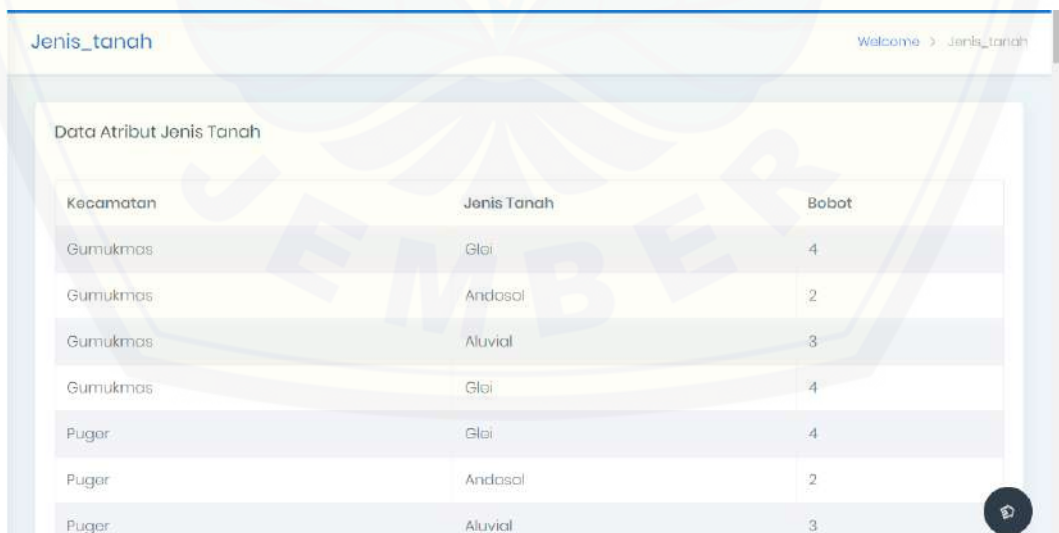 Jenis_tanah
Welcome > Jenis_tanah
Data Atribut Jenis Tanah
Kecamatan Jenis Tanah Bobot
Gumukmas Glei 4
Gumukmas Andosol 2
Gumukmas Aluvial 3
Gumukmas Glei 4
Puger Glei 4
Puger Andosol 2
Puger Aluvial 3
JEMBER